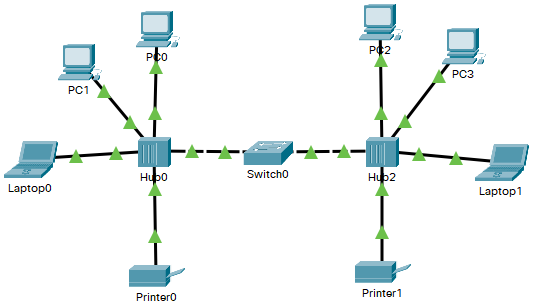 PC0
PC2
PC1
PC3
Hub0
Switch0
Hub2
Laptop0
Laptop1
Printer0
Printer1